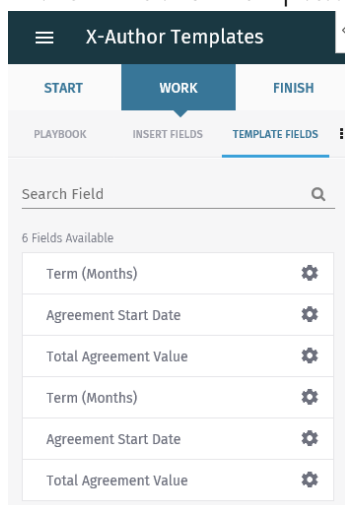 X-Author Templates
START WORK FINISH
PLAYBOOK INSERT FIELDS TEMPLATE FIELDS
Search Field
6 Fields Available
Term (Months)
Agreement Start Date
Total Agreement Value
Term (Months)
Agreement Start Date
Total Agreement Value